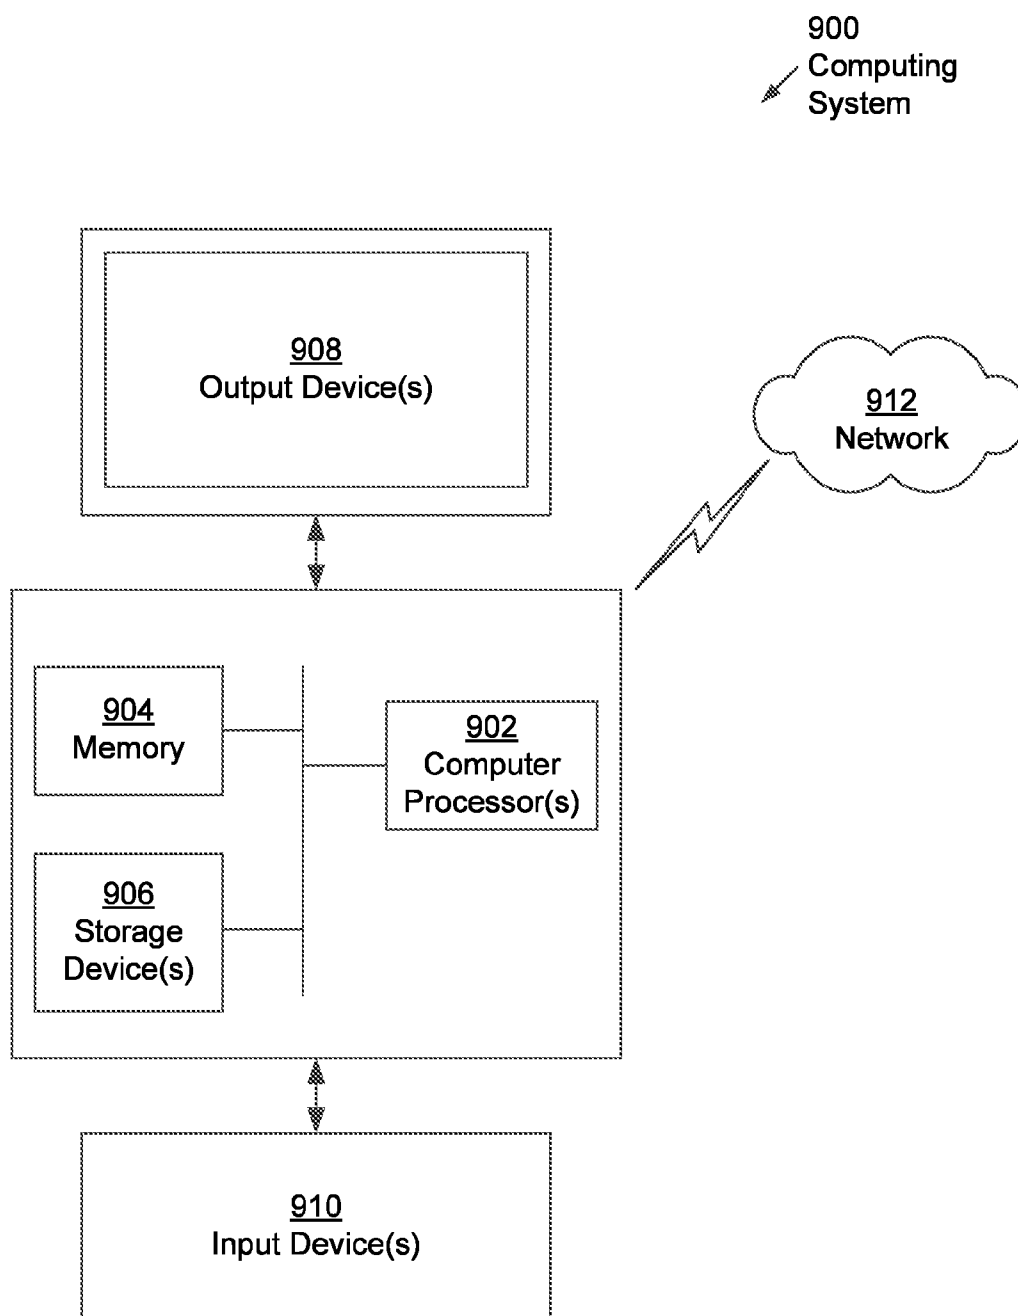 900
Computing
System
908
Output Device(s)
912
Network
904
Memory
902
Computer
Processor(s)
906
Storage
Device(s)
910
Input Device(s)